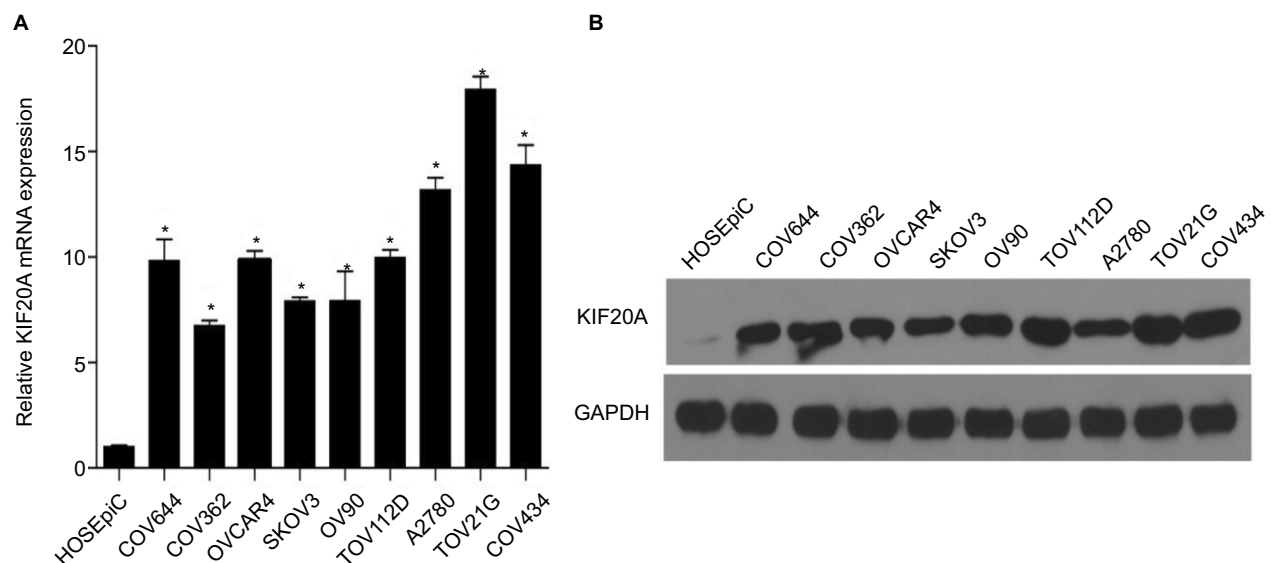 A
Relative KIF20A mRNA expression
20
15
10
5
0
*
*
*
*
*
*
*
*
*
HOSEpiC
COV644
COV362
OVCAR4
SKOV3
OV90
TOV112D
A2780
TOV21G
COV434
B
HOSEpiC
COV644
COV362
OVCAR4
SKOV3
OV90
TOV112D
A2780
TOV21G
COV434
KIF20A
GAPDH